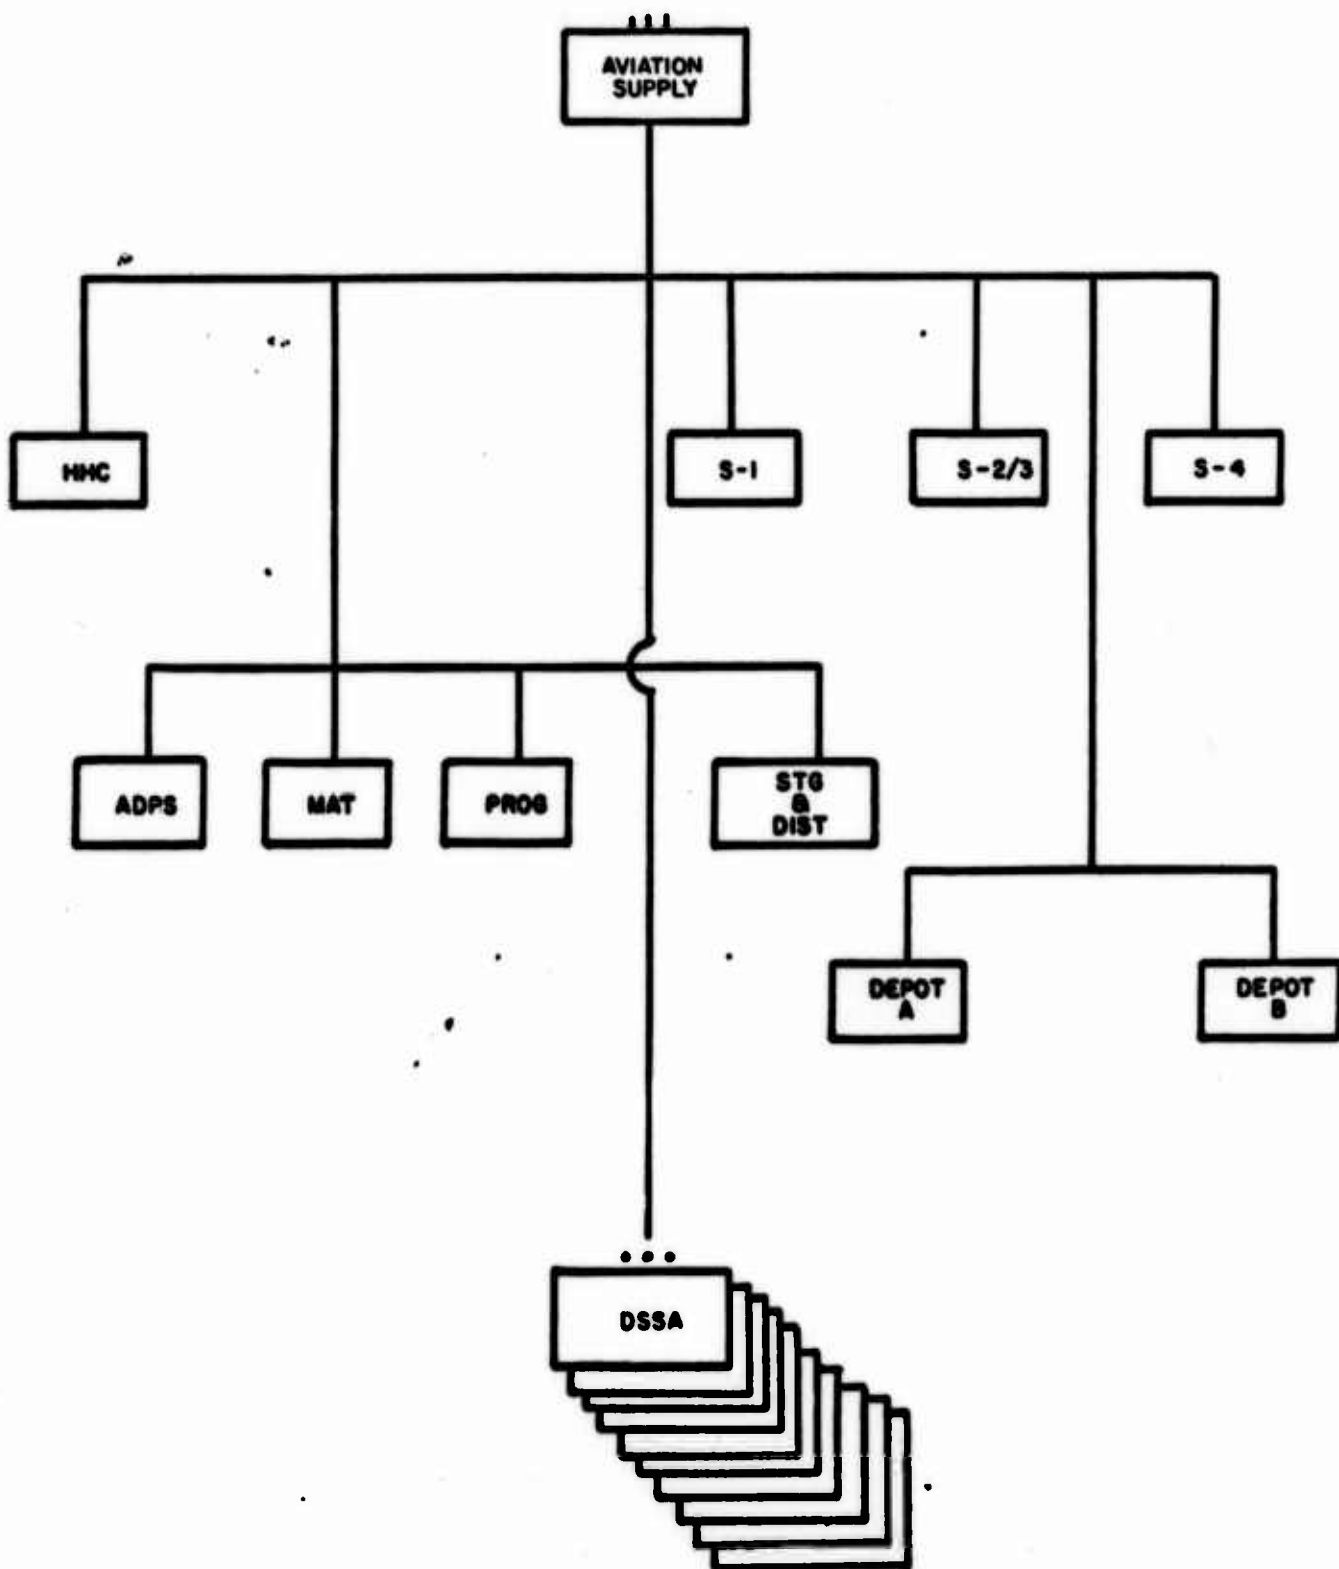 AVIATION
SUPPLY
HHC
S-1
S-2/3
S-4
ADPS
MAT
PROG
STG
&
DIST
DEPOT
A
DEPOT
B
DSSA